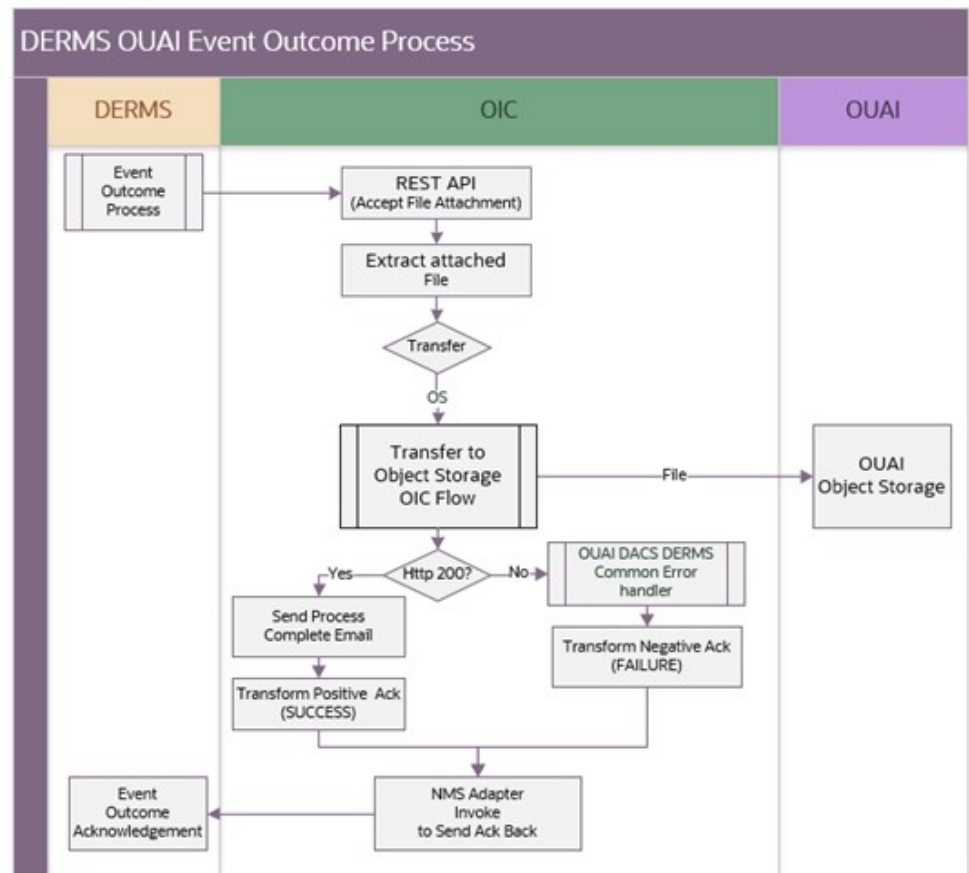 DERMS OUAI Event Outcome Process
DERMS
OIC
OUAI
Event
Outcome
Process
REST API
(Accept File Attachment)
Extract attached
File
Transfer
OS
Transfer to
Object Storage
OIC Flow
File
OUAI
Object Storage
Http 200?
Yes
No
OUAI DACS DERMS
Common Error
handler
Send Process
Complete Email
Transform Negative Ack
(FAILURE)
Transform Positive Ack
(SUCCESS)
Event
Outcome
Acknowledgement
NMS Adapter
Invoke
to Send Ack Back